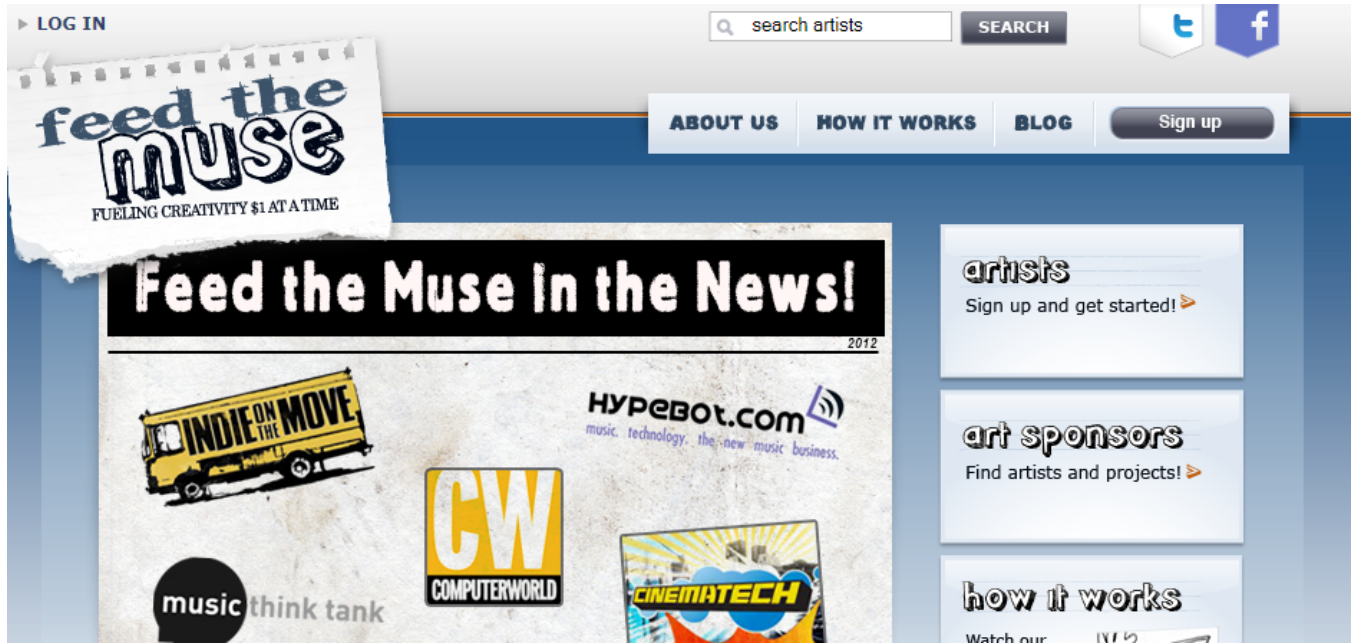 LOG IN
search artists
SEARCH
feed the
muse
FUELING CREATIVITY $1 AT A TIME
ABOUT US
HOW IT WORKS
BLOG
Sign up
Feed the Muse in the News!
2012
INDIE ON THE MOVE
HYPEBOT.COM
music. technology. the new music business.
CW
COMPUTERWORLD
music think tank
CINEMATECH
artists
Sign up and get started!
art sponsors
Find artists and projects!
how it works
Watch our